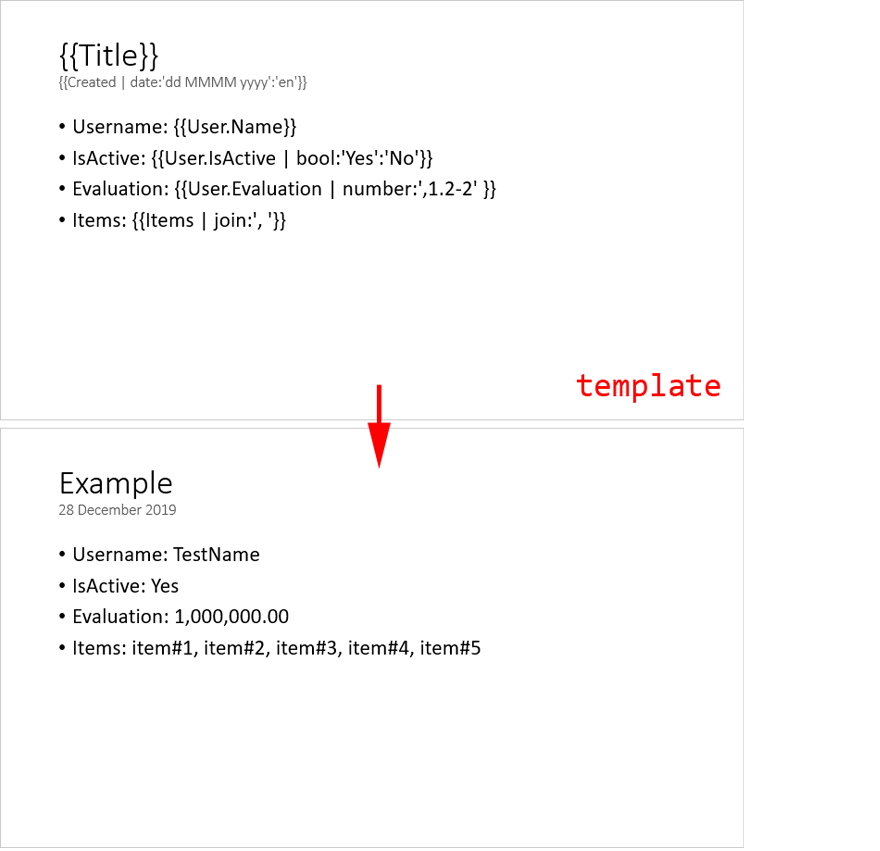 {{Title}}
{{Created | date:'dd MMMM yyyy':'en'}}
• Username: {{User.Name}}
• IsActive: {{User.IsActive | bool:'Yes':'No'}}
• Evaluation: {{User.Evaluation | number:',1.2-2' }}
• Items: {{Items | join:', '}}
template
Example
28 December 2019
• Username: TestName
• IsActive: Yes
• Evaluation: 1,000,000.00
• Items: item#1, item#2, item#3, item#4, item#5